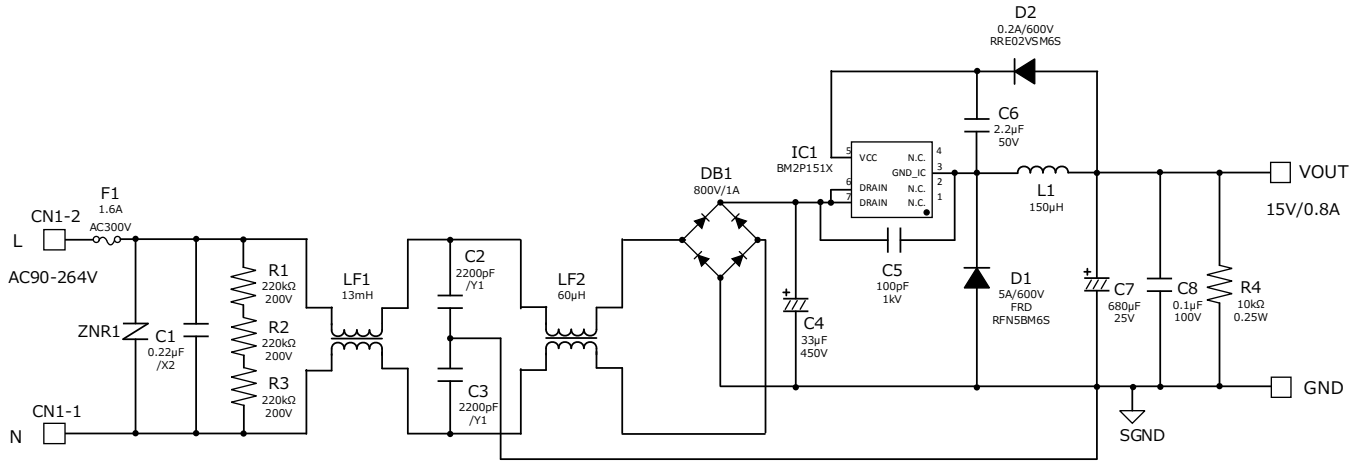 D2
0.2A/600V
RRE02VSM6S
C6
2.2µF
50V
IC1
BM2P151X
5
VCC
6
DRAIN
7
DRAIN
N.C.
4
GND_IC
3
N.C.
2
N.C.
1
L1
150µH
VOUT
15V/0.8A
DB1
800V/1A
F1
1.6A
AC300V
CN1-2
L
AC90-264V
C5
100pF
1kV
D1
5A/600V
FRD
RFN5BM6S
+
C4
33µF
450V
+
C7
680µF
25V
C8
0.1µF
100V
R4
10kΩ
0.25W
ZNR1
C1
0.22µF
/X2
R1
220kΩ
200V
R2
220kΩ
200V
R3
220kΩ
200V
LF1
13mH
C2
2200pF
/Y1
C3
2200pF
/Y1
LF2
60µH
GND
SGND
CN1-1
N